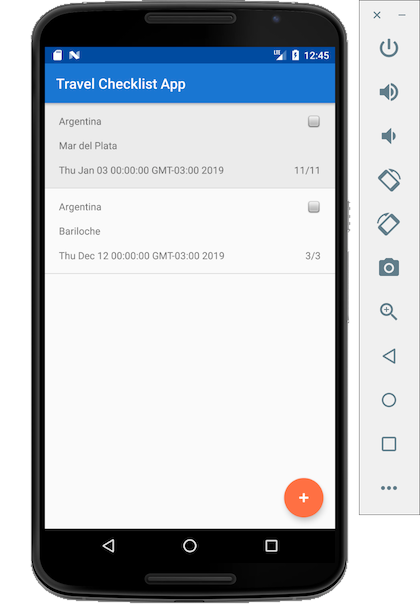 LTE 12:45
Travel Checklist App
Argentina
Mar del Plata
Thu Jan 03 00:00:00 GMT-03:00 2019 11/11
Argentina
Bariloche
Thu Dec 12 00:00:00 GMT-03:00 2019 3/3
+